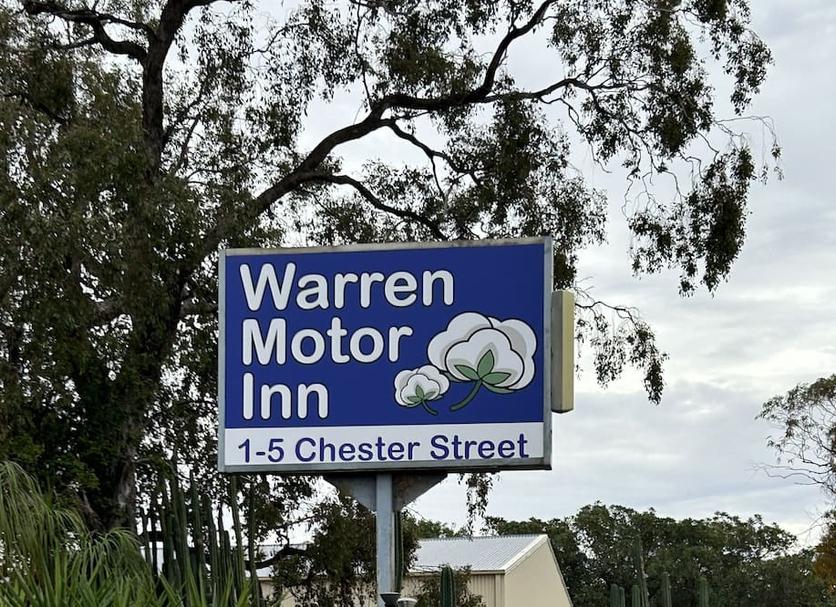 Warren
Motor
Inn
1-5 Chester Street